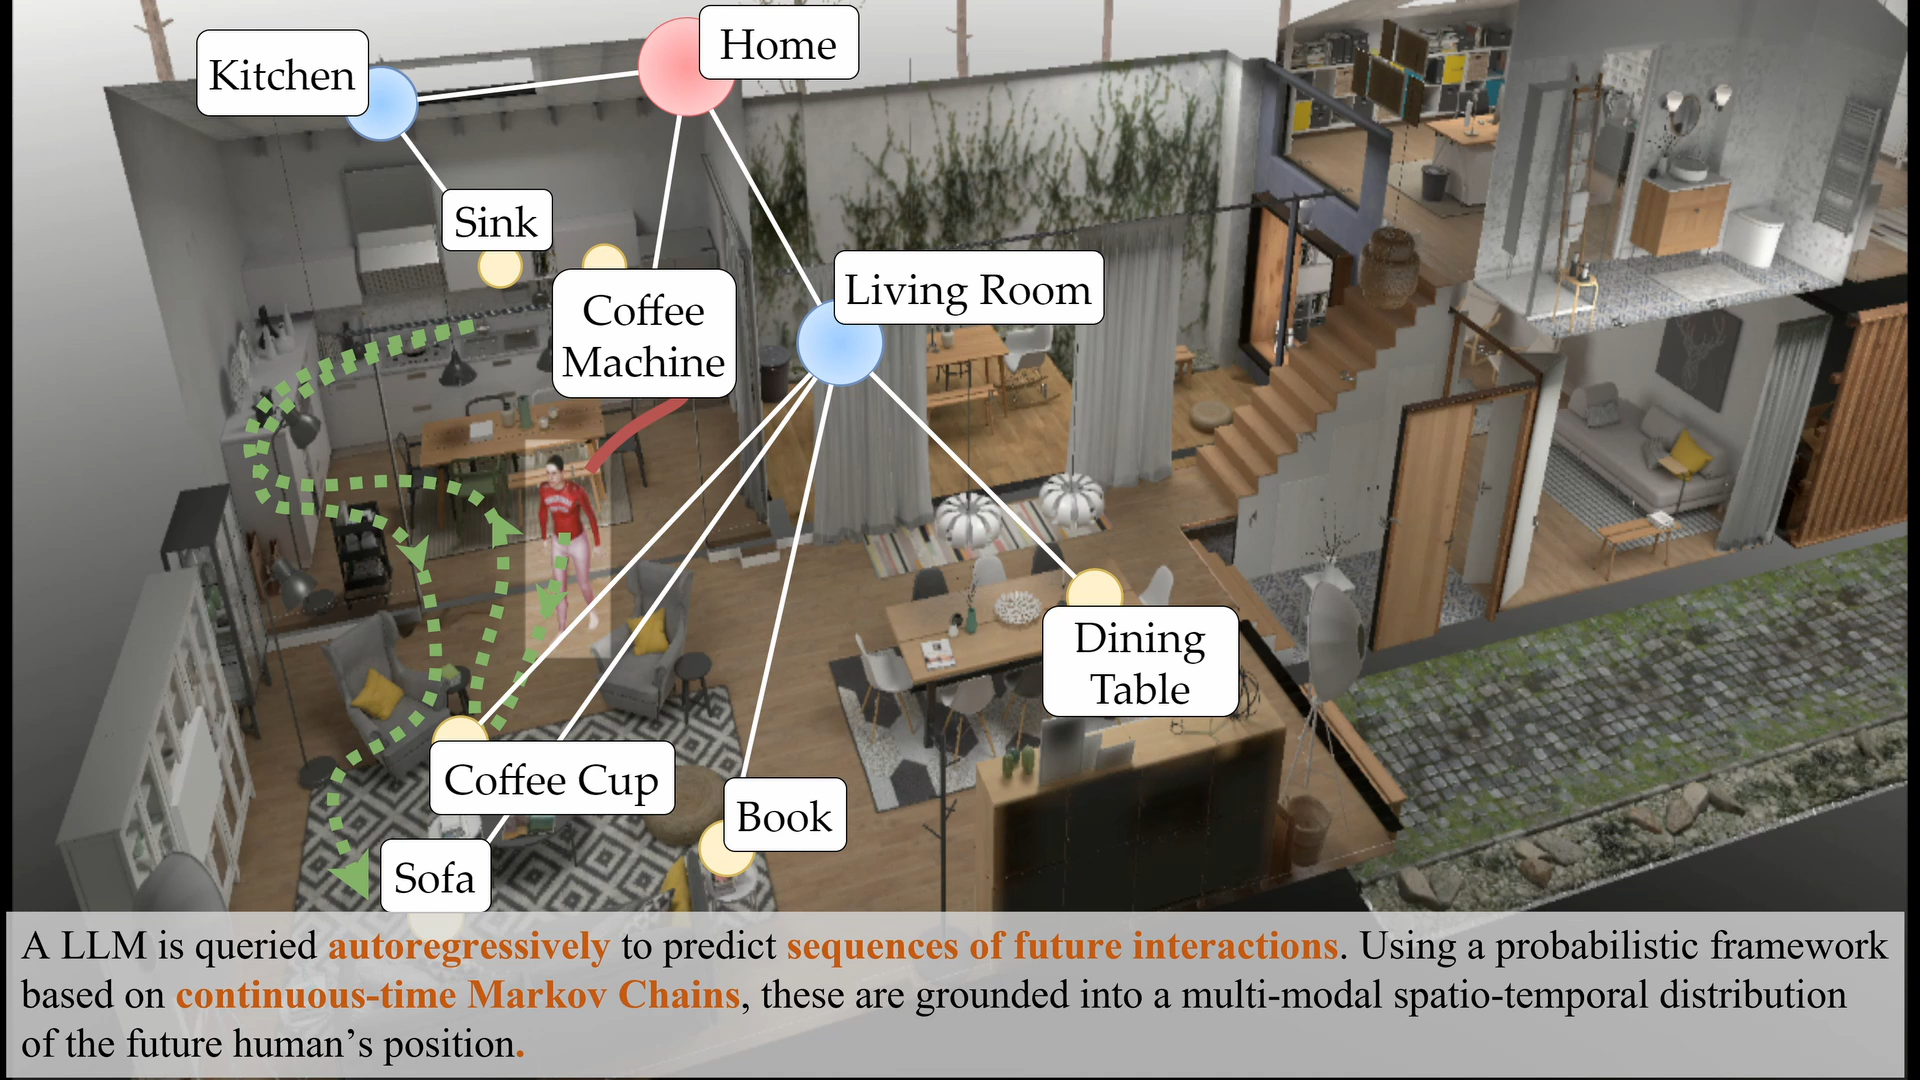 Home
Kitchen
Sink
Living Room
Coffee
Machine
Dining
Table
Coffee Cup
Book
Sofa
A LLM is queried autoregressively to predict sequences of future interactions. Using a probabilistic framework
based on continuous-time Markov Chains, these are grounded into a multi-modal spatio-temporal distribution
of the future human’s position.